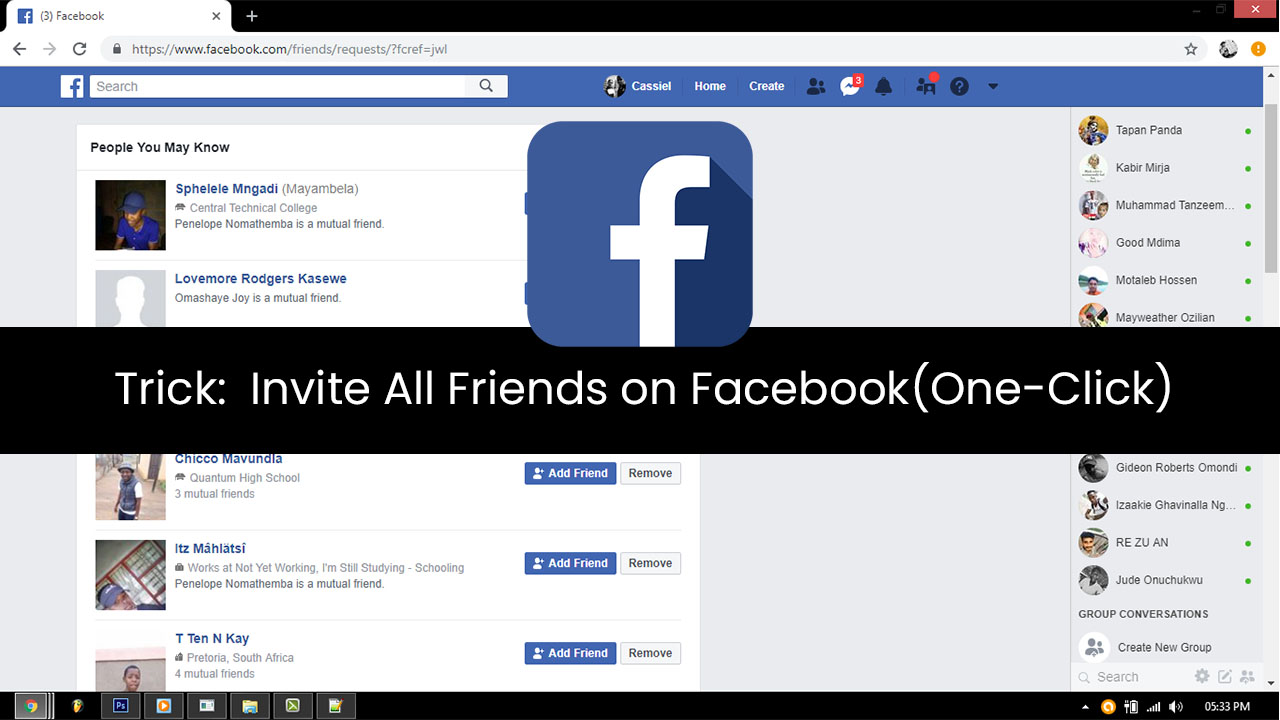 (3) Facebook
https://www.facebook.com/friends/requests/?fcref=jwl
Search
Cassiel
Home
Create
3
People You May Know
Sphelele Mngadi (Mayambela)
Central Technical College
Penelope Nomathemba is a mutual friend.
Lovemore Rodgers Kasewe
Omashaye Joy is a mutual friend.
Trick: Invite All Friends on Facebook(One-Click)
Chicco Mavundla
Quantum High School
3 mutual friends
Add Friend
Remove
Itz Mâhlätsî
Works at Not Yet Working, I'm Still Studying - Schooling
Penelope Nomathemba is a mutual friend.
Add Friend
Remove
T Ten N Kay
Pretoria, South Africa
4 mutual friends
Add Friend
Remove
Tapan Panda
Kabir Mirja
Muhammad Tanzeem...
Good Mdima
Motaleb Hossen
Mayweather Ozilian
Gideon Roberts Omondi
Izaakie Ghavinalla Ng...
RE ZU AN
Jude Onuchukwu
GROUP CONVERSATIONS
Create New Group
Search
Ps
05:33 PM